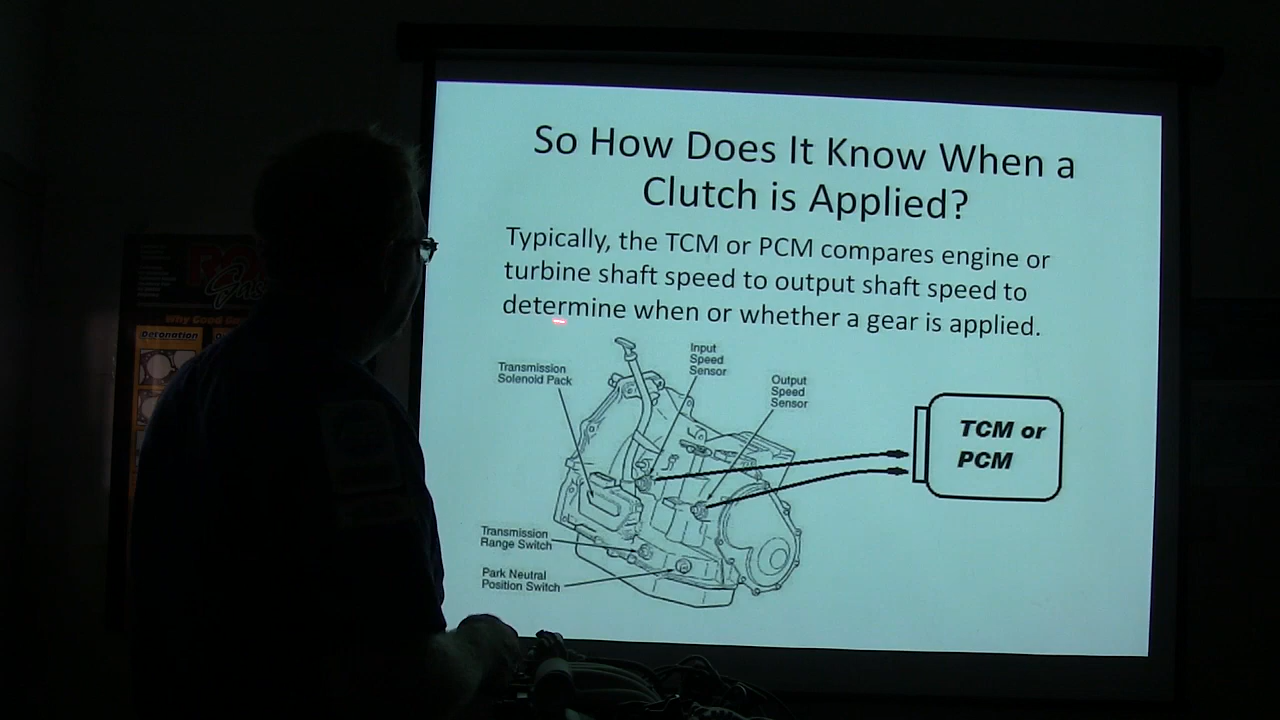 So How Does It Know When a
Clutch is Applied?
Typically, the TCM or PCM compares engine or
turbine shaft speed to output shaft speed to
determine when or whether a gear is applied.
Transmission
Solenoid Pack
Input
Speed
Sensor
Output
Speed
Sensor
TCM or
PCM
Transmission
Range Switch
Park Neutral
Position Switch
Why Good
Detonation